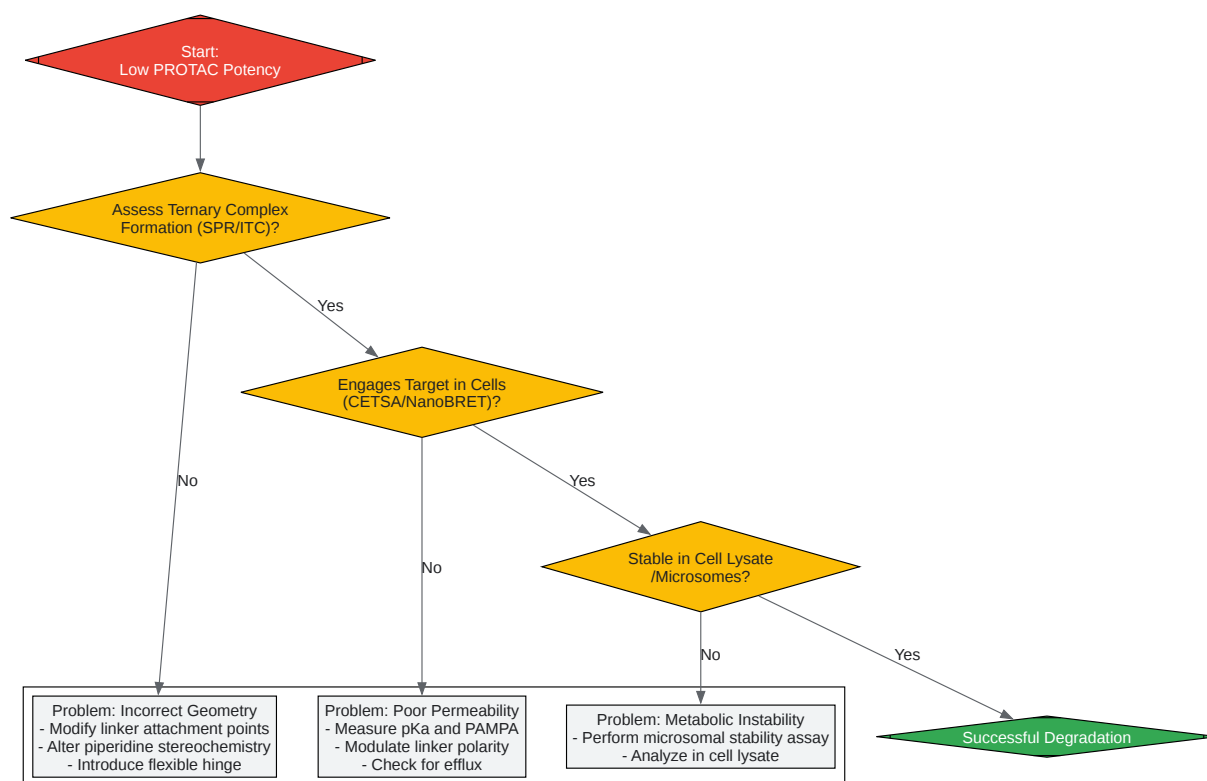 Start:
Low PROTAC Potency
Assess Ternary Complex
Formation (SPR/ITC)?
Yes
Engages Target in Cells
(CETSA/NanoBRET)?
No
Yes
Stable in Cell Lysate
/Microsomes?
No
No
Yes
Problem: Incorrect Geometry
- Modify linker attachment points
- Alter piperidine stereochemistry
- Introduce flexible hinge
Problem: Poor Permeability
- Measure pKa and PAMPA
- Modulate linker polarity
- Check for efflux
Problem: Metabolic Instability
- Perform microsomal stability assay
- Analyze in cell lysate
Successful Degradation